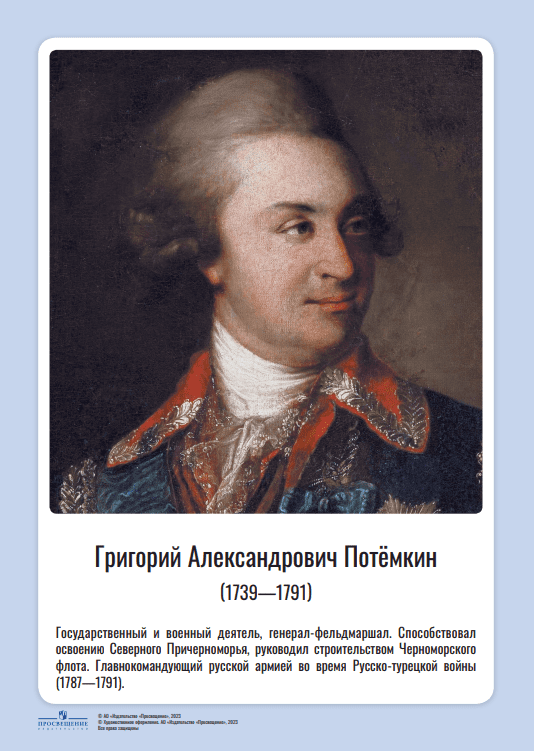 Григорий Александрович Потёмкин
(1739—1791)
Государственный и военный деятель, генерал-фельдмаршал. Способствовал
освоению Северного Причерноморья, руководил строительством Черноморского
флота. Главнокомандующий русской армией во время Русско-турецкой войны
(1787—1791).
ПРОСВЕЩЕНИЕ
издательство
© АО «Издательство «Просвещение», 2023
© Художественное оформление. АО «Издательство «Просвещение», 2023
Все права защищены